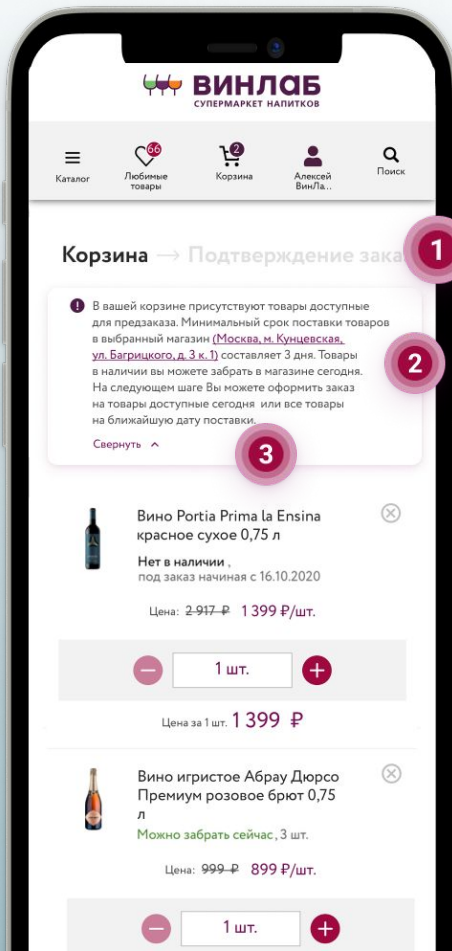 ВИНЛАБ
СУПЕРМАРКЕТ НАПИТКОВ
66
2
Каталог
Любимые
товары
Корзина
Алексей
ВинЛа...
Поиск
Корзина → Подтверждение зака
1
В вашей корзине присутствуют товары доступные
для предзаказа. Минимальный срок поставки товаров
в выбранный магазин (Москва, м. Кунцевская,
ул. Багрицкого, д. 3 к. 1) составляет 3 дня. Товары
в наличии вы можете забрать в магазине сегодня.
На следующем шаге Вы можете оформить заказ
на товары доступные сегодня или все товары
на ближайшую дату поставки.
2
Свернуть
3
Вино Portia Prima la Ensina
красное сухое 0,75 л
Нет в наличии ,
под заказ начиная с 16.10.2020
Цена: 2 917 ₽ 1 399 ₽/шт.
1 шт.
Цена за 1 шт. 1 399 ₽
Вино игристое Абрау Дюрсо
Премиум розовое брют 0,75
л
Можно забрать сейчас, 3 шт.
Цена: 999 ₽ 899 ₽/шт.
1 шт.